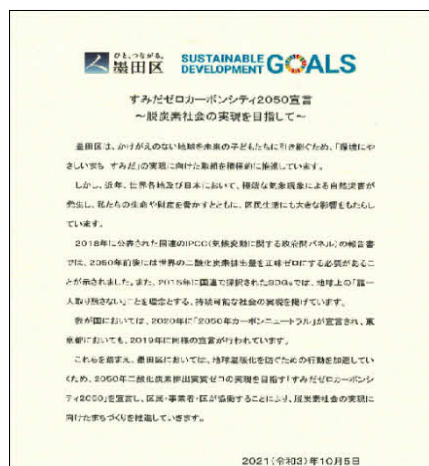 ひと、つながる。
墨田区
SUSTAINABLE
DEVELOPMENT
GOALS
すみだゼロカーボンシティ2050宣言
～脱炭素社会の実現を目指して～
墨田区は、かけがえのない地球を未来の子どもたちに引き継ぐため、「環境にや
さしいまち すみだ」の実現に向けた取組を積極的に推進しています。
しかし、近年、世界各地及び日本において、極端な気象現象による自然災害が
発生し、私たちの生命や財産を脅かすとともに、区民生活にも大きな影響をもたらし
ています。
2018年に公表された国連のIPCC(気候変動に関する政府間パネル)の報告書
では、2050年前後には世界の二酸化炭素排出量を正味ゼロにする必要があるこ
とが示されました。また、2015年に国連で採択されたSDGsでは、地球上の「誰一
人取り残さない」ことを理念とする、持続可能な社会の実現を掲げています。
我が国においては、2020年に「2050年カーボンニュートラル」が宣言され、東
京都においても、2019年に同様の宣言が行われています。
これらを踏まえ、墨田区においては、地球温暖化を防ぐための行動を加速してい
くため、2050年二酸化炭素排出実質ゼロの実現を目指す「すみだゼロカーボンシ
ティ2050」を宣言し、区民・事業者・区が協働することにより、脱炭素社会の実現に
向けたまちづくりを推進していきます。
2021(令和3)年10月5日